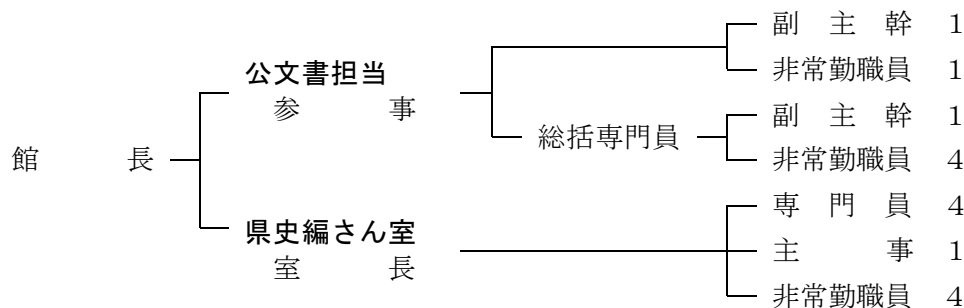 副　主　幹　1
公文書担当
非常勤職員　1
参　　　事
副　主　幹　1
総括専門員
館　　　長
非常勤職員　4
専　門　員　4
県史編さん室
主　　　事　1
室　　　長
非常勤職員　4